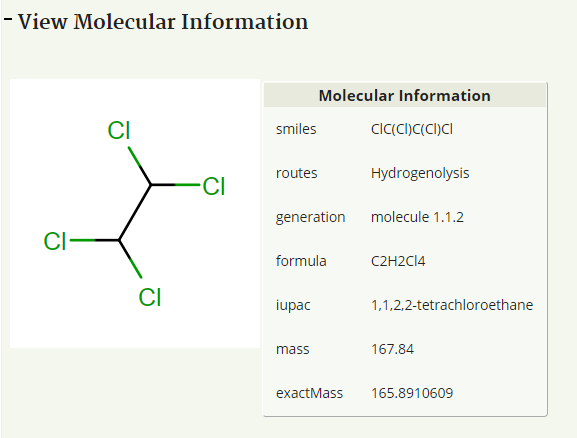 - View Molecular Information
Cl
Cl
Cl
Cl
Molecular Information
smiles ClC(Cl)C(Cl)Cl
routes Hydrogenolysis
generation molecule 1.1.2
formula C2H2Cl4
iupac 1,1,2,2-tetrachloroethane
mass 167.84
exactMass 165.8910609